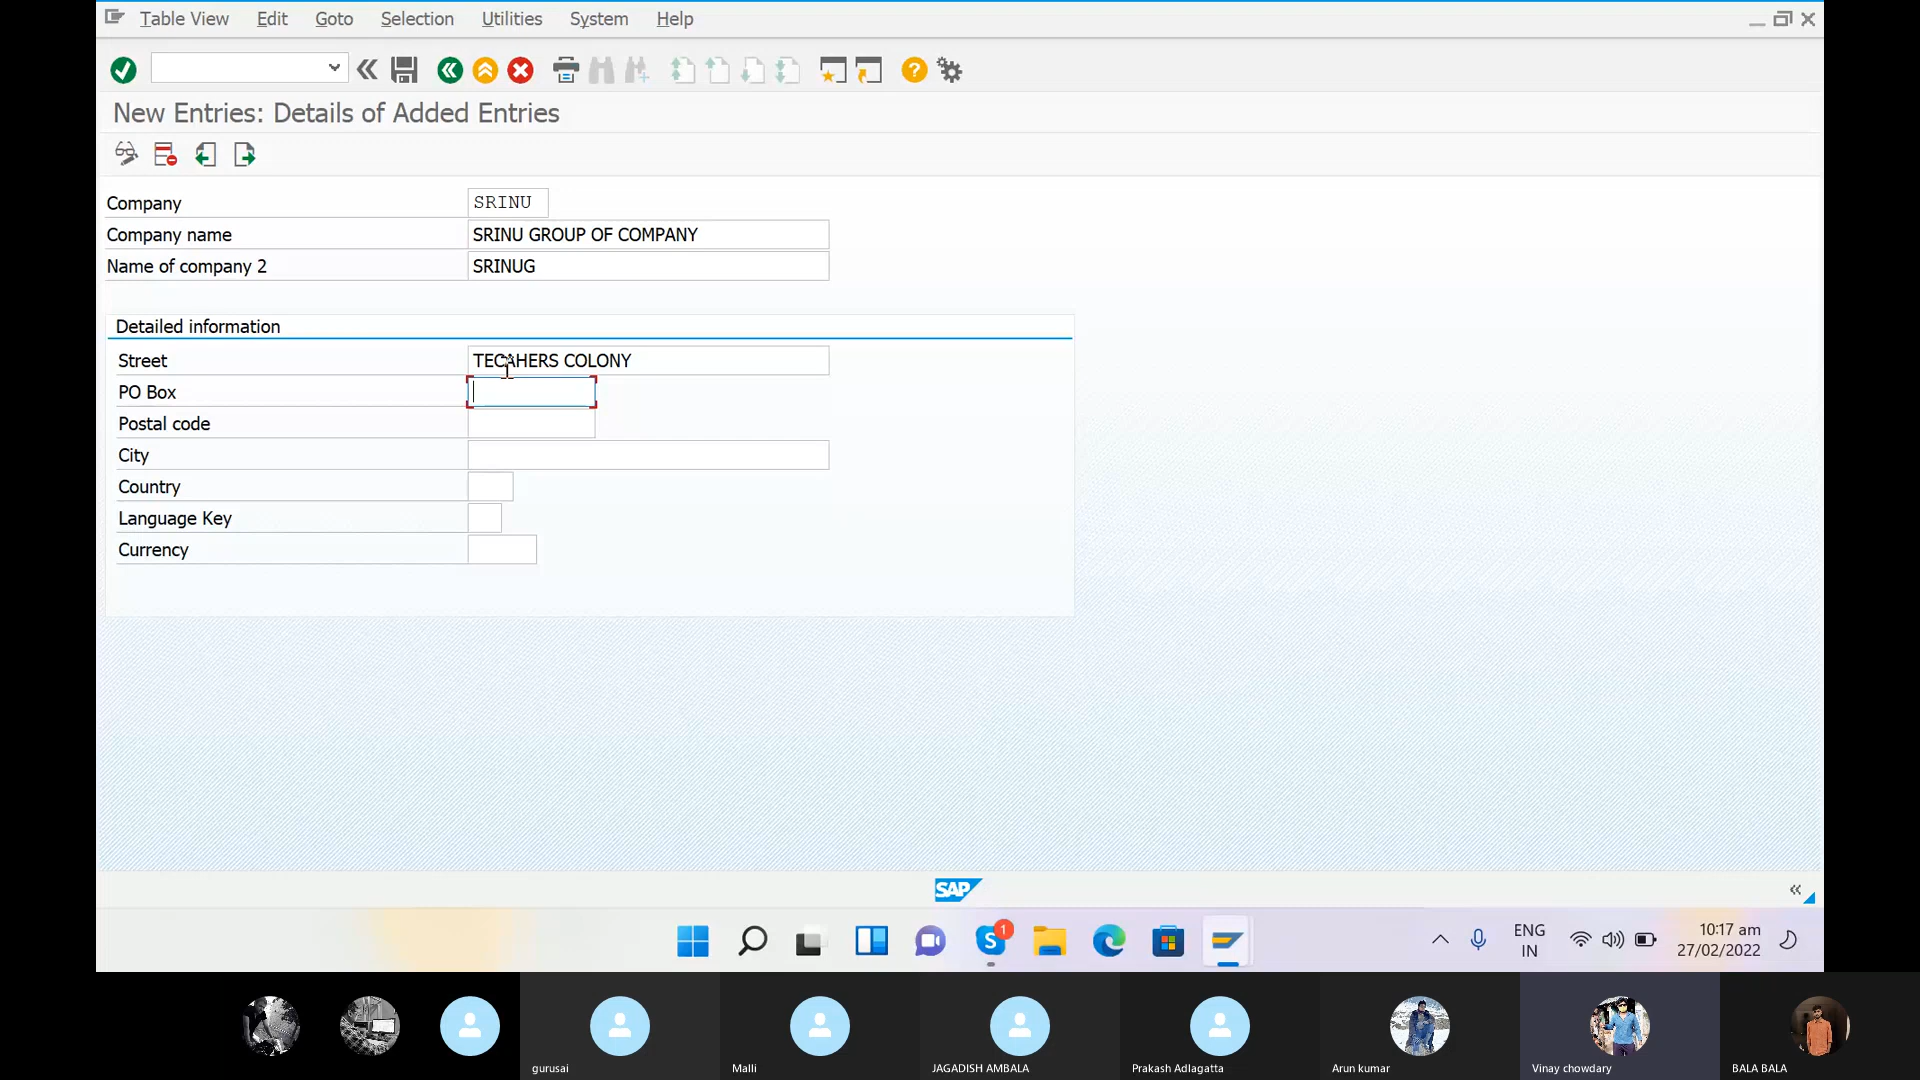 Table View Edit Goto Selection Utilities System Help
New Entries: Details of Added Entries
Company SRINU
Company name SRINU GROUP OF COMPANY
Name of company 2 SRINUG
Detailed information
Street TECAHERS COLONY
PO Box
Postal code
City
Country
Language Key
Currency
SAP
1
ENG
IN
10:17 am
27/02/2022
gurusai
Malli
JAGADISH AMBALA
Prakash Adlagatta
Arun kumar
Vinay chowdary
BALA BALA